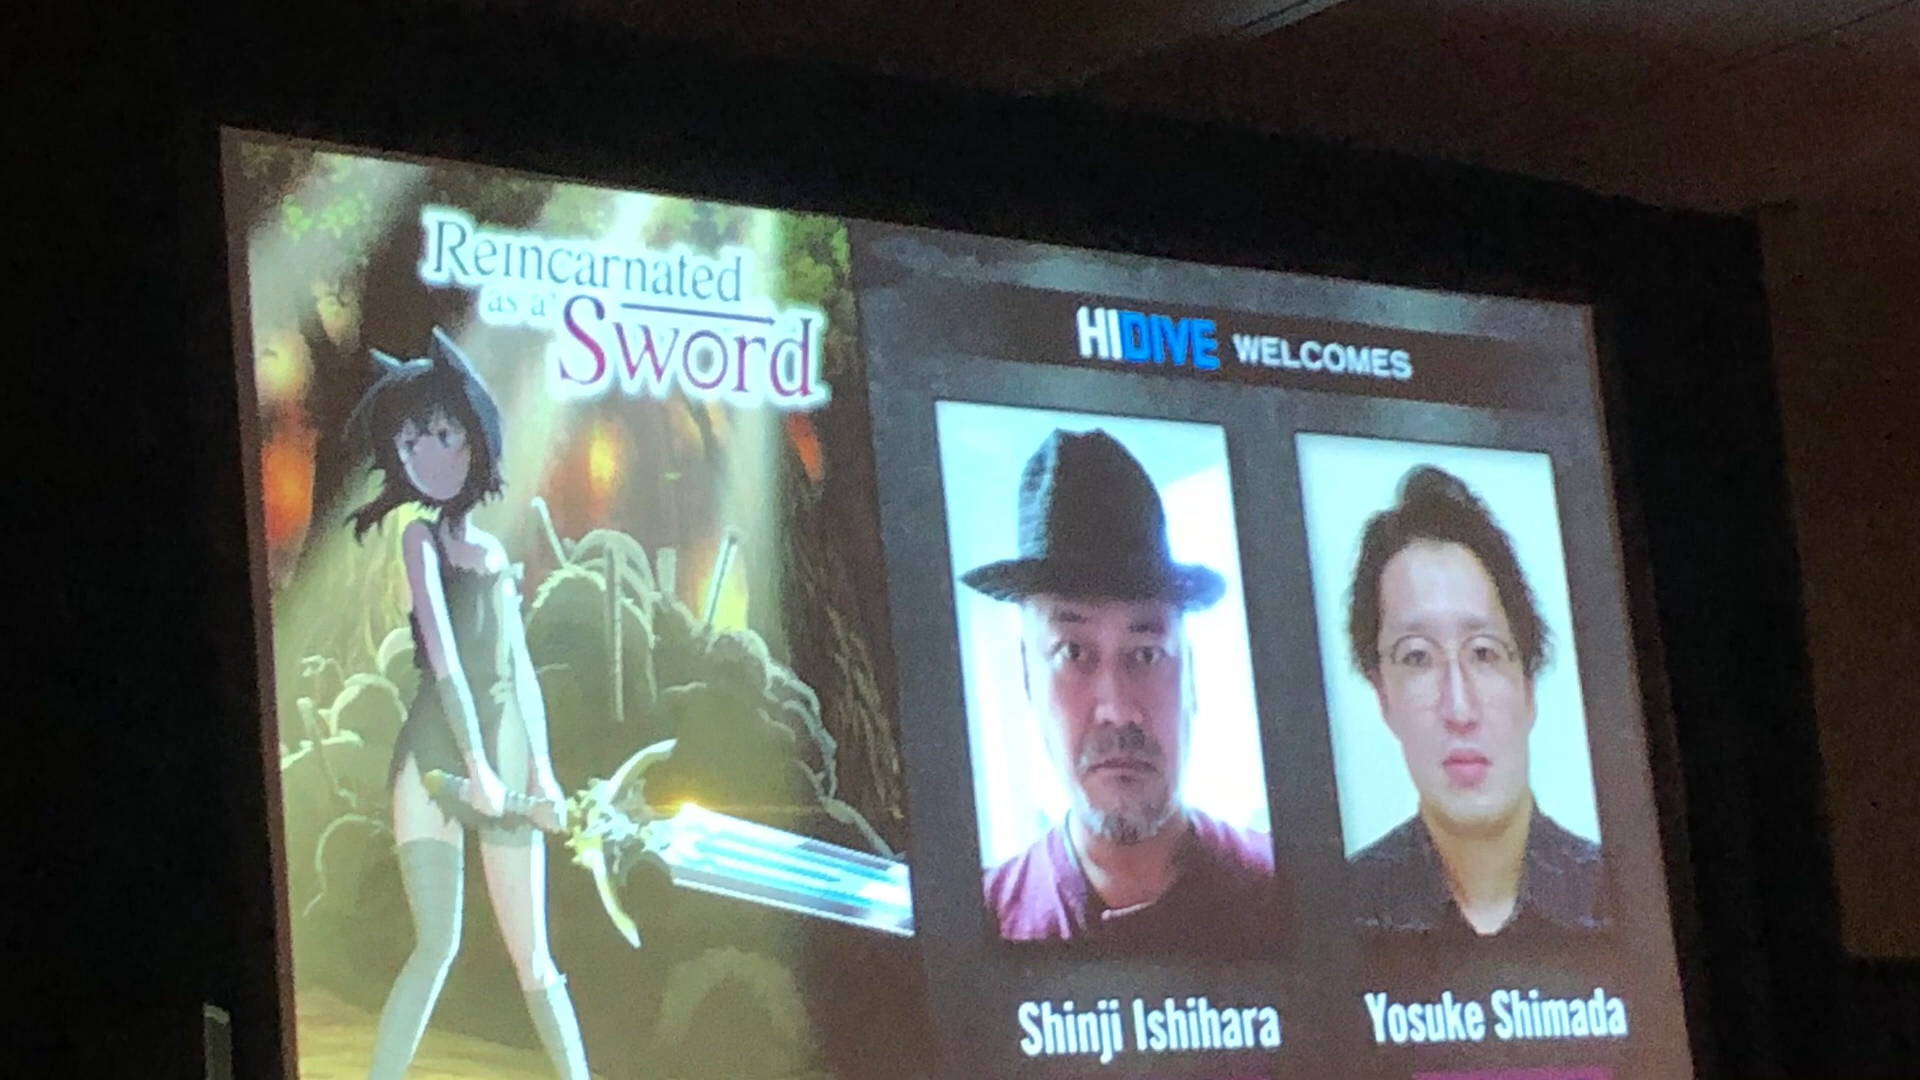 Reincarnated
as a
Sword
HIDIVE WELCOMES
Shinji Ishihara
Yosuke Shimada